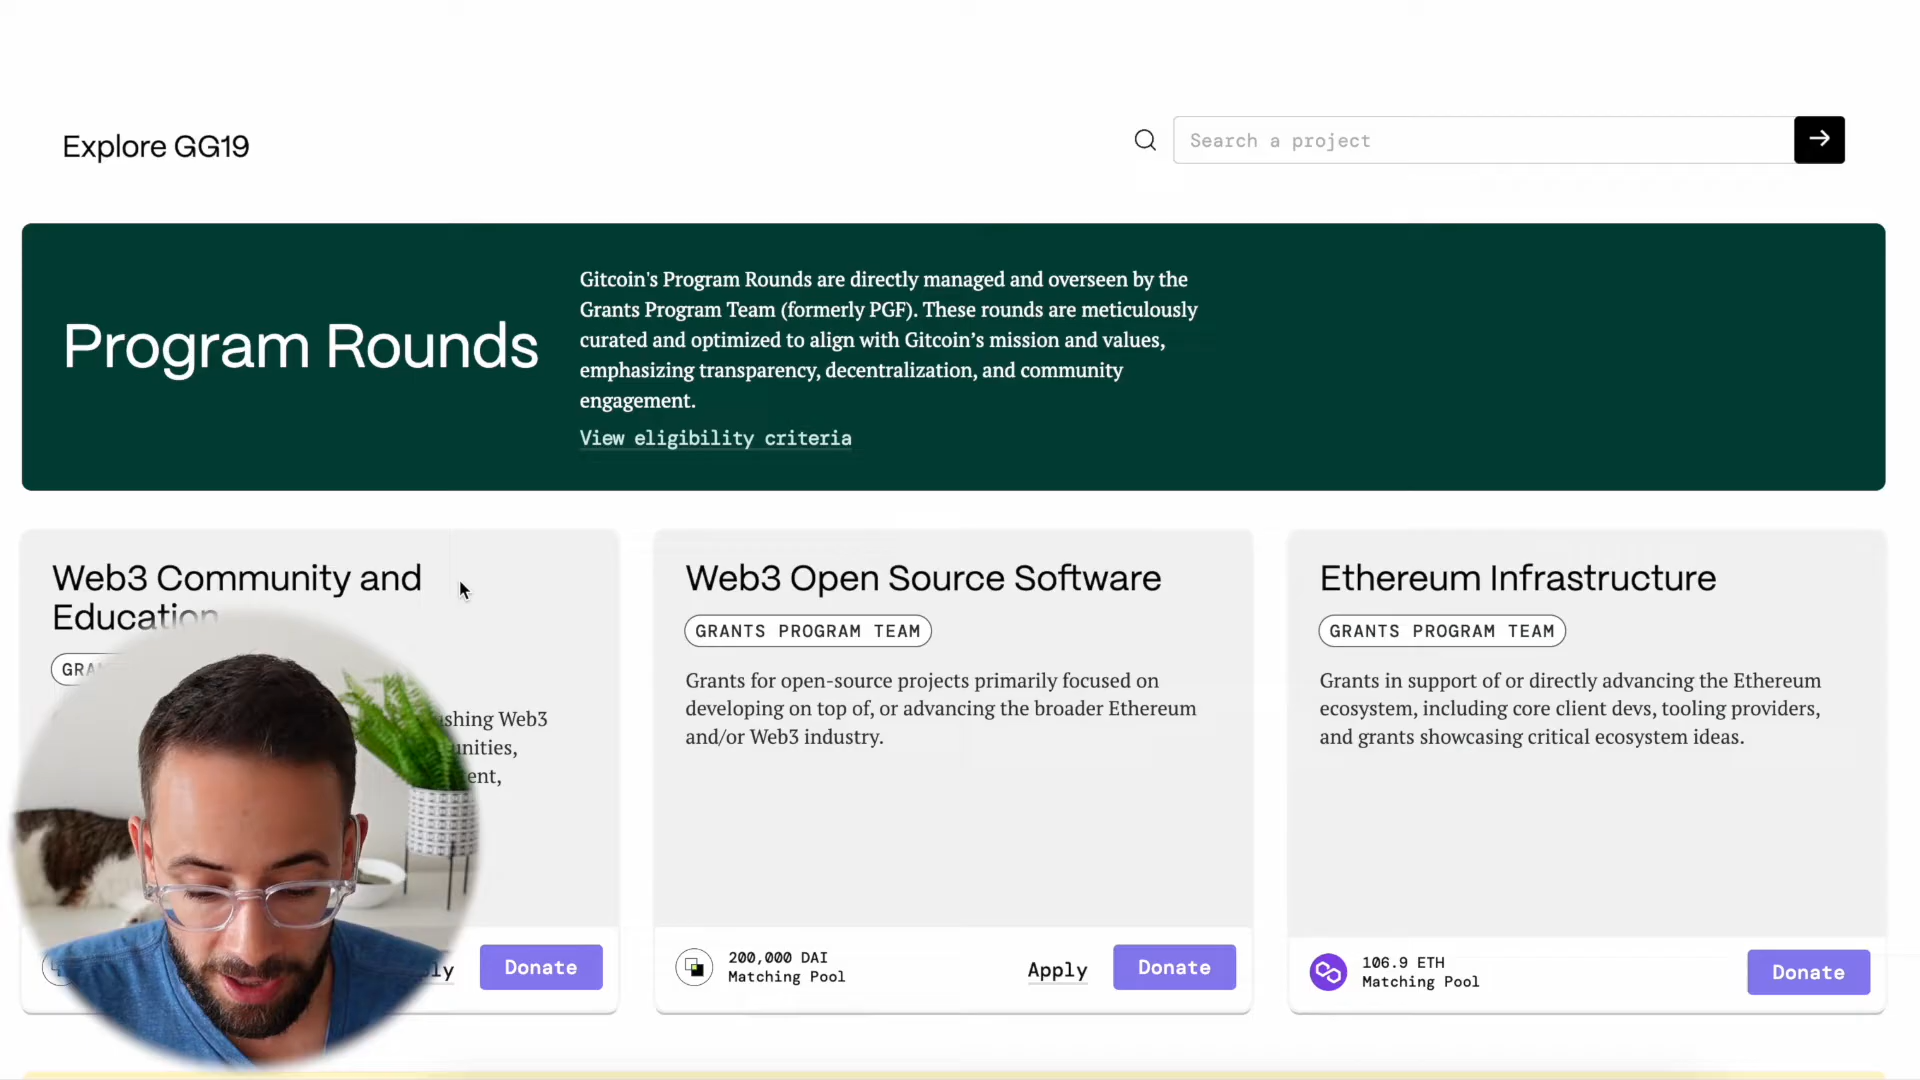 Explore GG19
Search a project
Program Rounds
Gitcoin's Program Rounds are directly managed and overseen by the
Grants Program Team (formerly PGF). These rounds are meticulously
curated and optimized to align with Gitcoin’s mission and values,
emphasizing transparency, decentralization, and community
engagement.
View eligibility criteria
Web3 Community and
Education
Web3
Donate
Web3 Open Source Software
GRANTS PROGRAM TEAM
Grants for open-source projects primarily focused on
developing on top of, or advancing the broader Ethereum
and/or Web3 industry.
200,000 DAI
Matching Pool
Apply
Donate
Ethereum Infrastructure
GRANTS PROGRAM TEAM
Grants in support of or directly advancing the Ethereum
ecosystem, including core client devs, tooling providers,
and grants showcasing critical ecosystem ideas.
106.9 ETH
Matching Pool
Donate